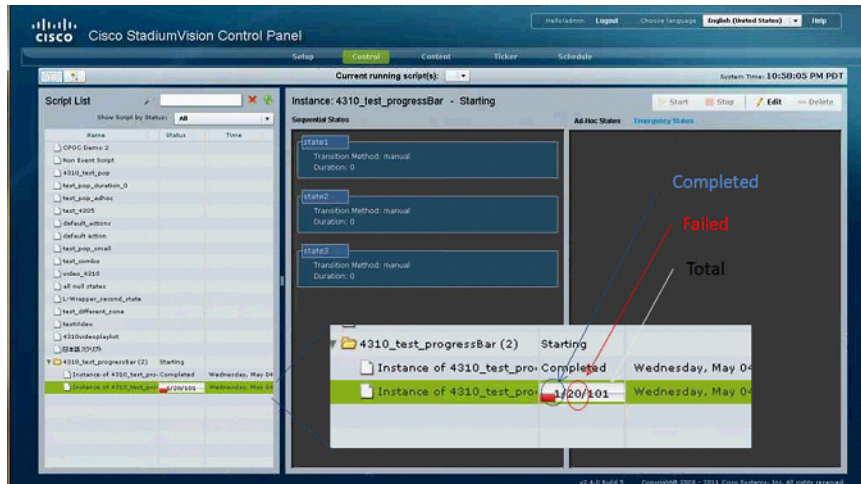 CISCO Cisco StadiumVision Control Panel
Hello!admin Logout Choose language English (United States) Help
Setup Control Content Ticker Schedule
Current running script(s):
System Time: 10:58:05 PM PDT
Script List
Show Script by Status: All
Name Status Time
CPOC Demo 2
Non Event Script
4310_test_pop
test_pop_duration_0
test_pop_adhoc
test_4305
default_actions
default action
test_pop_small
test_combo
video_4310
all null states
L-Wrapper_second_state
test_different_zone
testVideo
4310videoplaylist
日本語スクリプト
4310_test_progressBar (2) Starting
Instance of 4310_test_pro- Completed Wednesday, May 04
Instance of 4310_test_pro- 1/20/101 Wednesday, May 04
Instance: 4310_test_progressBar - Starting
Start Stop Edit Delete
Sequential States
Ad-Hoc States Emergency States
state1
Transition Method: manual
Duration: 0
state2
Transition Method: manual
Duration: 0
state3
Transition Method: manual
Duration: 0
Completed
Failed
Total
4310_test_progressBar (2) Starting
Instance of 4310_test_pro- Completed Wednesday, May 04
Instance of 4310_test_pro- 1/20/101 Wednesday, May 04
v2.4.0 Build 5 Copyright© 2008 - 2011 Cisco Systems, Inc. All rights reserved.